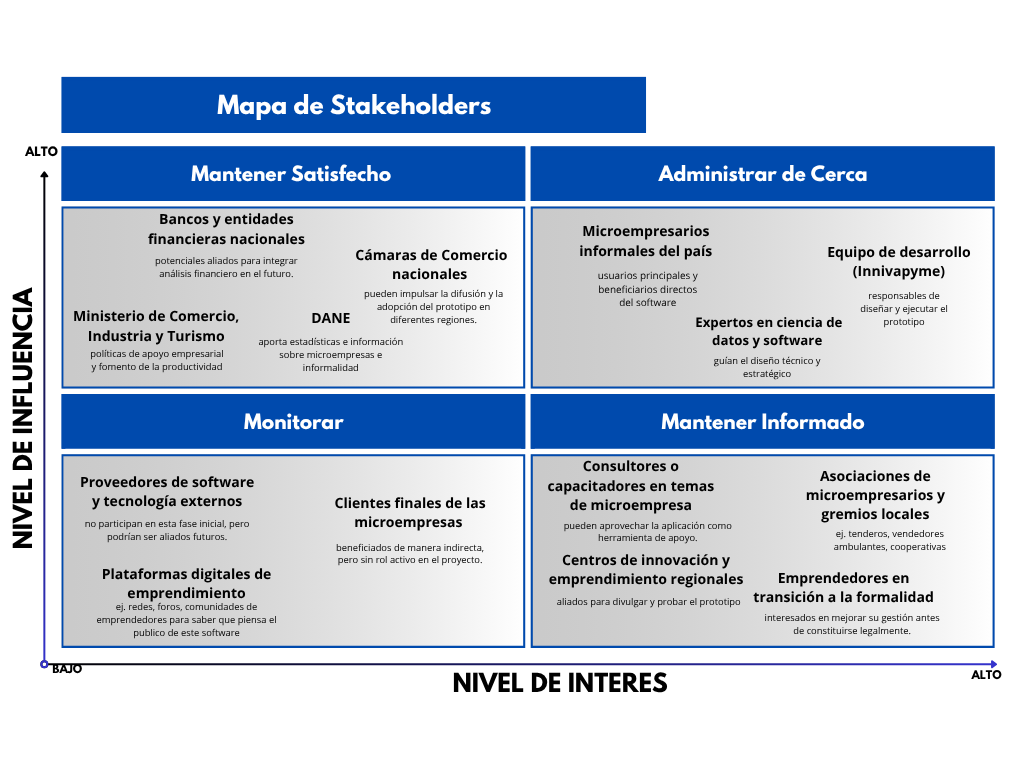 Mapa de Stakeholders
ALTO
NIVEL DE INFLUENCIA
Mantener Satisfecho
Bancos y entidades
financieras nacionales
potenciales aliados para integrar
análisis financiero en el futuro.
Cámaras de Comercio
nacionales
pueden impulsar la difusión y la
adopción del prototipo en
diferentes regiones.
Ministerio de Comercio,
Industria y Turismo
políticas de apoyo empresarial
y fomento de la productividad
DANE
aporta estadísticas e información
sobre microempresas e
informalidad
Administrar de Cerca
Microempresarios
informales del país
usuarios principales y
beneficiarios directos
del software
Equipo de desarrollo
(Innivapyme)
responsables de
diseñar y ejecutar el
prototipo
Expertos en ciencia de
datos y software
guían el diseño técnico y
estratégico
Monitorar
Proveedores de software
y tecnología externos
no participan en esta fase inicial, pero
podrían ser aliados futuros.
Clientes finales de las
microempresas
beneficiados de manera indirecta,
pero sin rol activo en el proyecto.
Plataformas digitales de
emprendimiento
ej, redes, foros, comunidades de
emprendedores para saber que piensa el
publico de este software
Mantener Informado
Consultores o
capacitadores en temas
de microempresa
pueden aprovechar la aplicación como
herramienta de apoyo.
Asociaciones de
microempresarios y
gremios locales
ej. tenderos, vendedores
ambulantes, cooperativas
Centros de innovación y
emprendimiento regionales
aliados para divulgar y probar el prototipo
Emprendedores en
transición a la formalidad
interesados en mejorar su gestión antes
de constituirse legalmente.
BAJO
NIVEL DE INTERES
ALTO